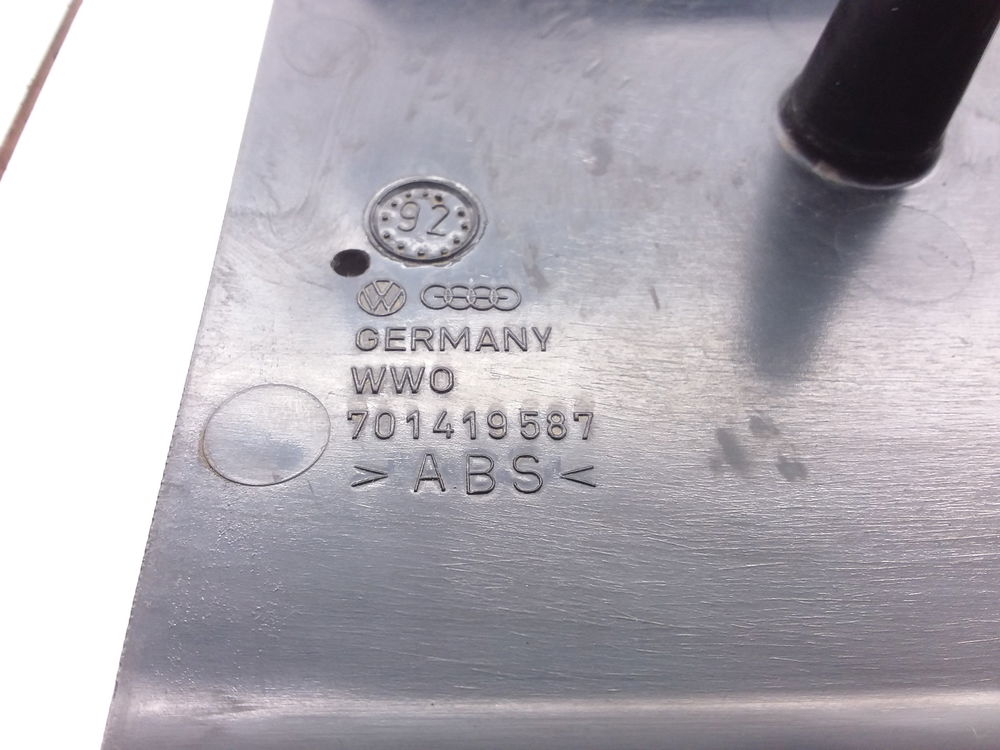 92
GERMANY
WWO
701419587
>ABS<